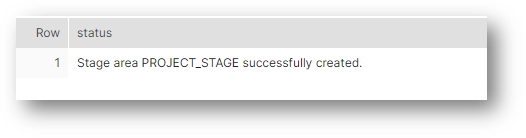 Row status
1 Stage area PROJECT_STAGE successfully created.